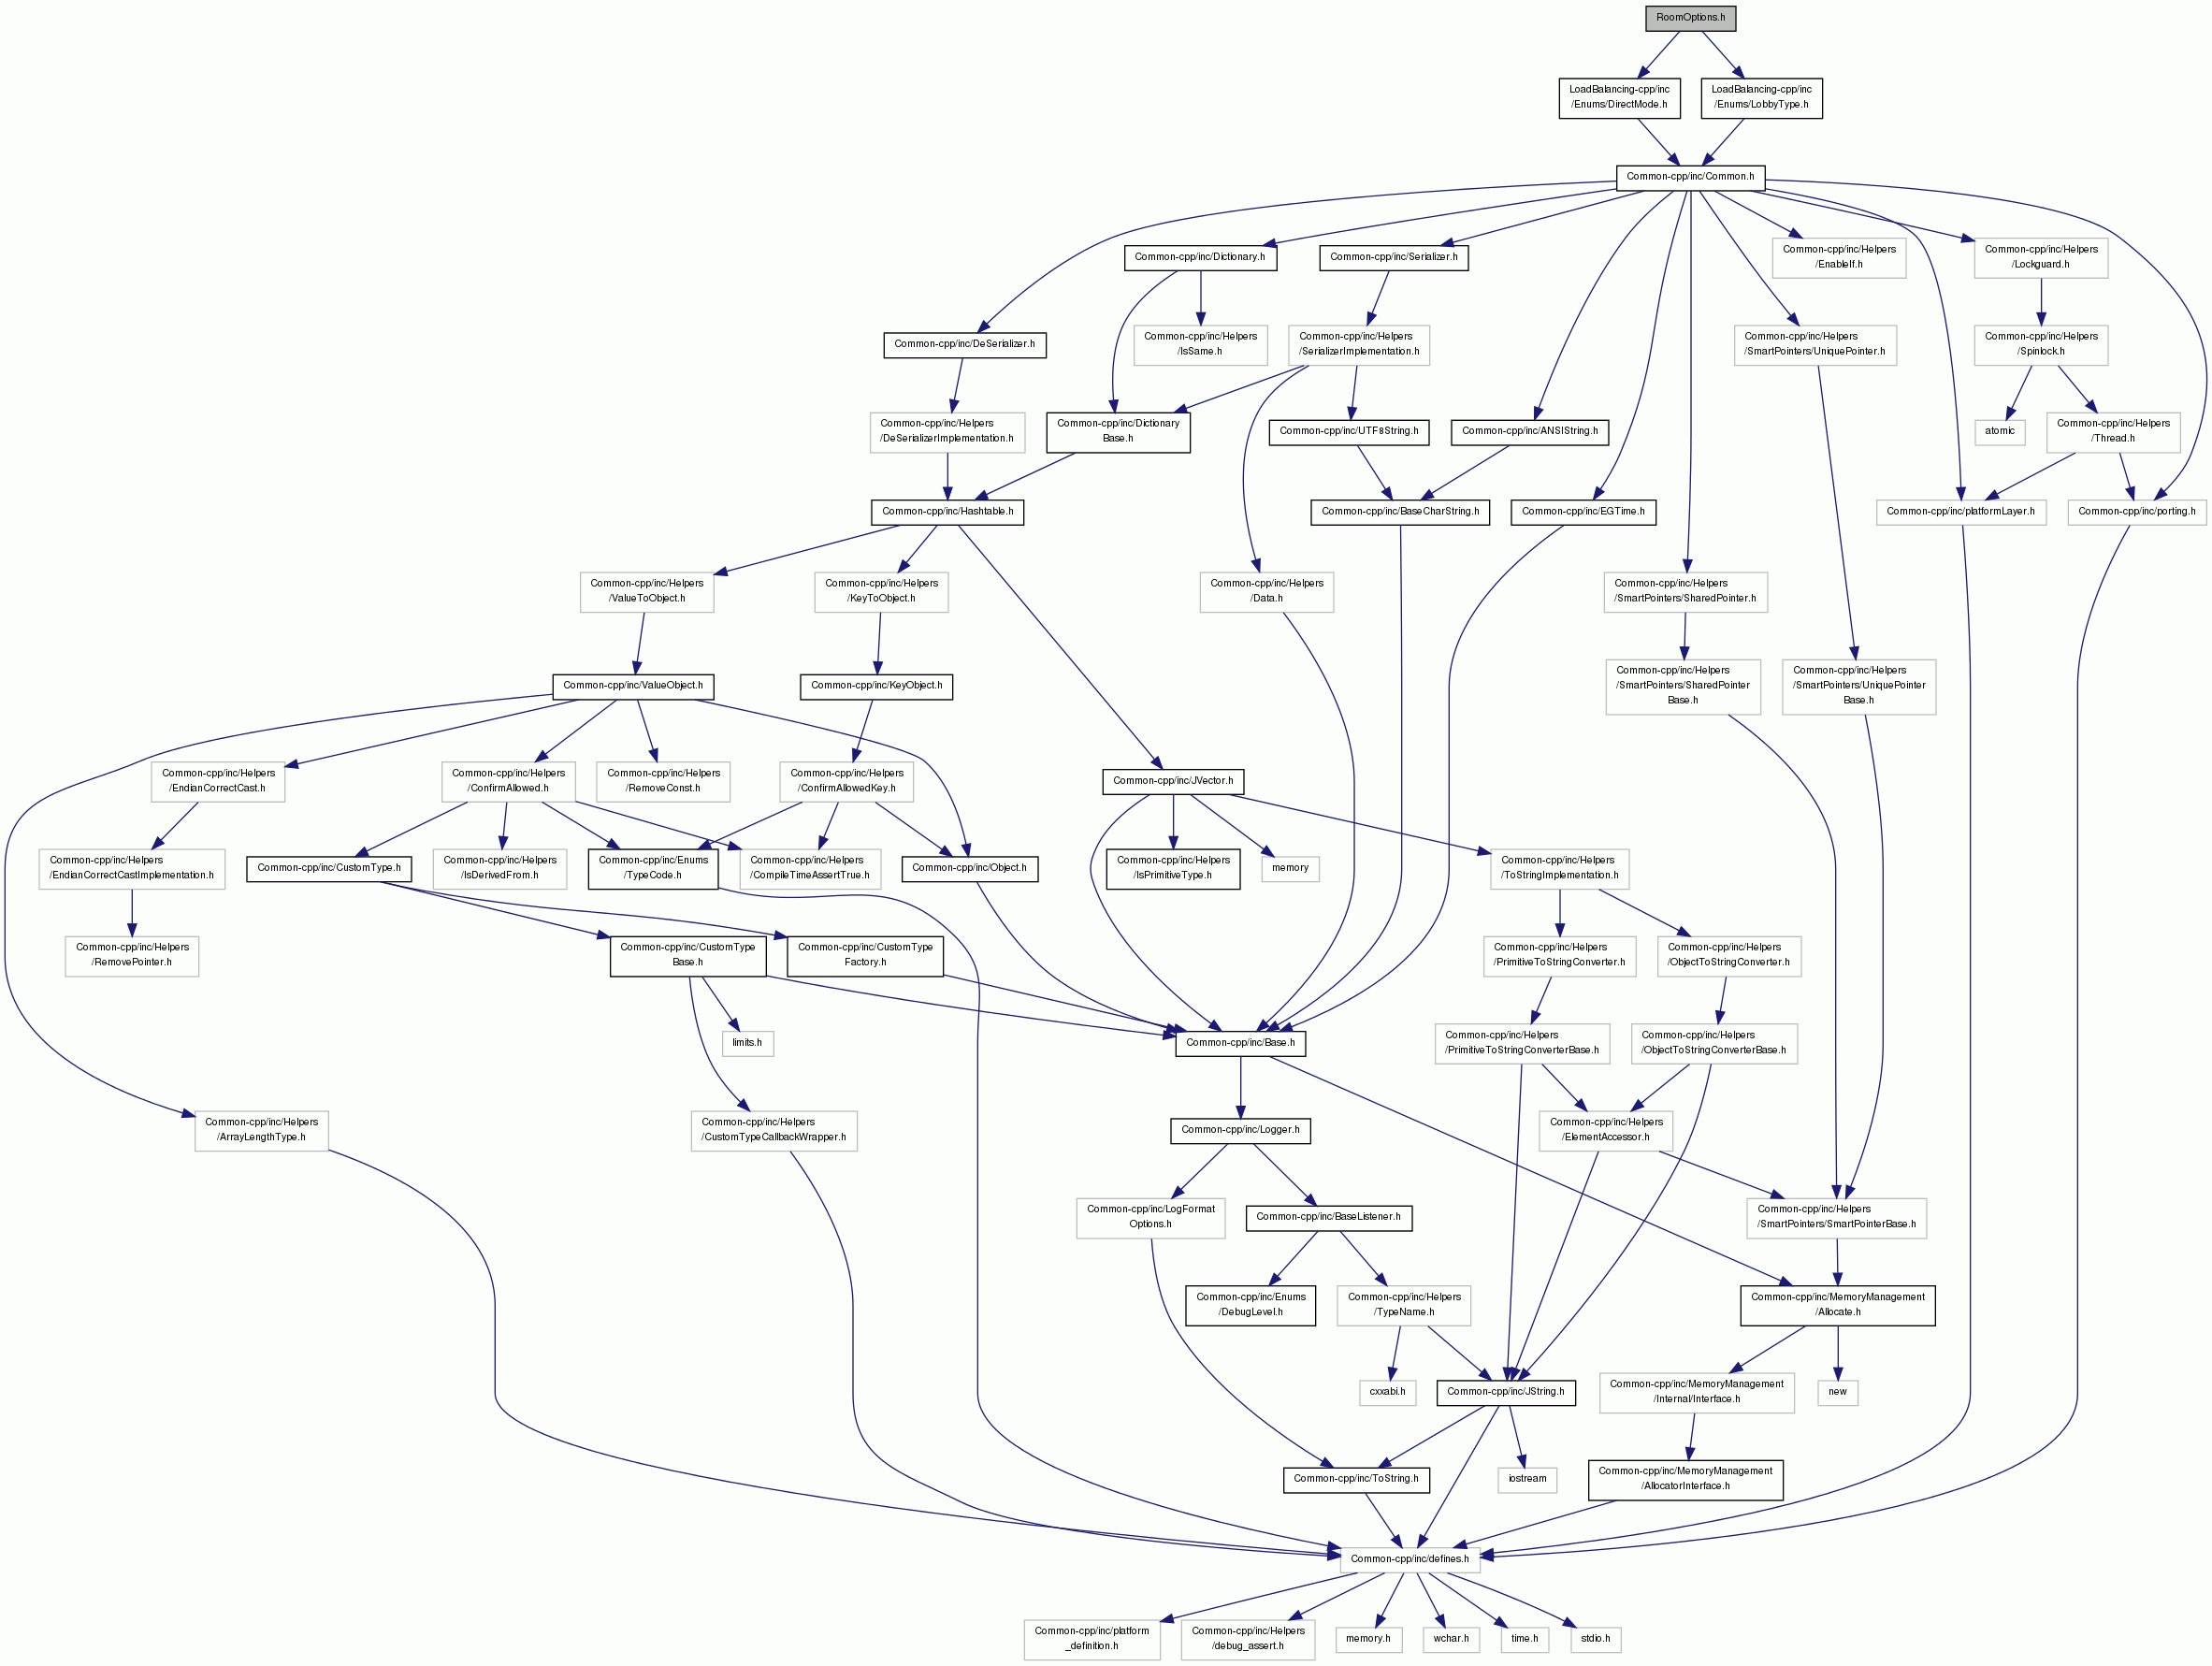 RoomOptions.h
LoadBalancing-cpp/inc
/Enums/DirectMode.h
LoadBalancing-cpp/inc
/Enums/LobbyType.h
Common-cpp/inc/Common.h
Common-cpp/inc/Dictionary.h
Common-cpp/inc/Serializer.h
Common-cpp/inc/Helpers
/EnableIf.h
Common-cpp/inc/Helpers
/Lockguard.h
Common-cpp/inc/DeSerializer.h
Common-cpp/inc/Helpers
/IsSame.h
Common-cpp/inc/Helpers
/SerializerImplementation.h
Common-cpp/inc/Helpers
/SmartPointers/UniquePointer.h
Common-cpp/inc/Helpers
/Spinlock.h
Common-cpp/inc/Helpers
/DeSerializerImplementation.h
Common-cpp/inc/Dictionary
Base.h
Common-cpp/inc/UTF8String.h
Common-cpp/inc/ANSIString.h
atomic
Common-cpp/inc/Helpers
/Thread.h
Common-cpp/inc/Hashtable.h
Common-cpp/inc/BaseCharString.h
Common-cpp/inc/EGTime.h
Common-cpp/inc/platformLayer.h
Common-cpp/inc/porting.h
Common-cpp/inc/Helpers
/ValueToObject.h
Common-cpp/inc/Helpers
/KeyToObject.h
Common-cpp/inc/Helpers
/Data.h
Common-cpp/inc/Helpers
/SmartPointers/SharedPointer.h
Common-cpp/inc/ValueObject.h
Common-cpp/inc/KeyObject.h
Common-cpp/inc/Helpers
/SmartPointers/SharedPointer
Base.h
Common-cpp/inc/Helpers
/SmartPointers/UniquePointer
Base.h
Common-cpp/inc/Helpers
/EndianCorrectCast.h
Common-cpp/inc/Helpers
/ConfirmAllowed.h
Common-cpp/inc/Helpers
/RemoveConst.h
Common-cpp/inc/Helpers
/ConfirmAllowedKey.h
Common-cpp/inc/JVector.h
Common-cpp/inc/Helpers
/EndianCorrectCastImplementation.h
Common-cpp/inc/CustomType.h
Common-cpp/inc/Helpers
/IsDerivedFrom.h
Common-cpp/inc/Enums
/TypeCode.h
Common-cpp/inc/Helpers
/CompileTimeAssertTrue.h
Common-cpp/inc/Object.h
Common-cpp/inc/Helpers
/IsPrimitiveType.h
memory
Common-cpp/inc/Helpers
/ToStringImplementation.h
Common-cpp/inc/Helpers
/RemovePointer.h
Common-cpp/inc/CustomType
Base.h
Common-cpp/inc/CustomType
Factory.h
Common-cpp/inc/Helpers
/PrimitiveToStringConverter.h
Common-cpp/inc/Helpers
/ObjectToStringConverter.h
limits.h
Common-cpp/inc/Base.h
Common-cpp/inc/Helpers
/PrimitiveToStringConverterBase.h
Common-cpp/inc/Helpers
/ObjectToStringConverterBase.h
Common-cpp/inc/Helpers
/ArrayLengthType.h
Common-cpp/inc/Helpers
/CustomTypeCallbackWrapper.h
Common-cpp/inc/Logger.h
Common-cpp/inc/Helpers
/ElementAccessor.h
Common-cpp/inc/LogFormat
Options.h
Common-cpp/inc/BaseListener.h
Common-cpp/inc/Helpers
/SmartPointers/SmartPointerBase.h
Common-cpp/inc/Enums
/DebugLevel.h
Common-cpp/inc/Helpers
/TypeName.h
Common-cpp/inc/MemoryManagement
/Allocate.h
cxxabi.h
Common-cpp/inc/JString.h
Common-cpp/inc/MemoryManagement
/Internal/Interface.h
new
Common-cpp/inc/ToString.h
iostream
Common-cpp/inc/MemoryManagement
/AllocatorInterface.h
Common-cpp/inc/defines.h
Common-cpp/inc/platform
_definition.h
Common-cpp/inc/Helpers
/debug_assert.h
memory.h
wchar.h
time.h
stdio.h